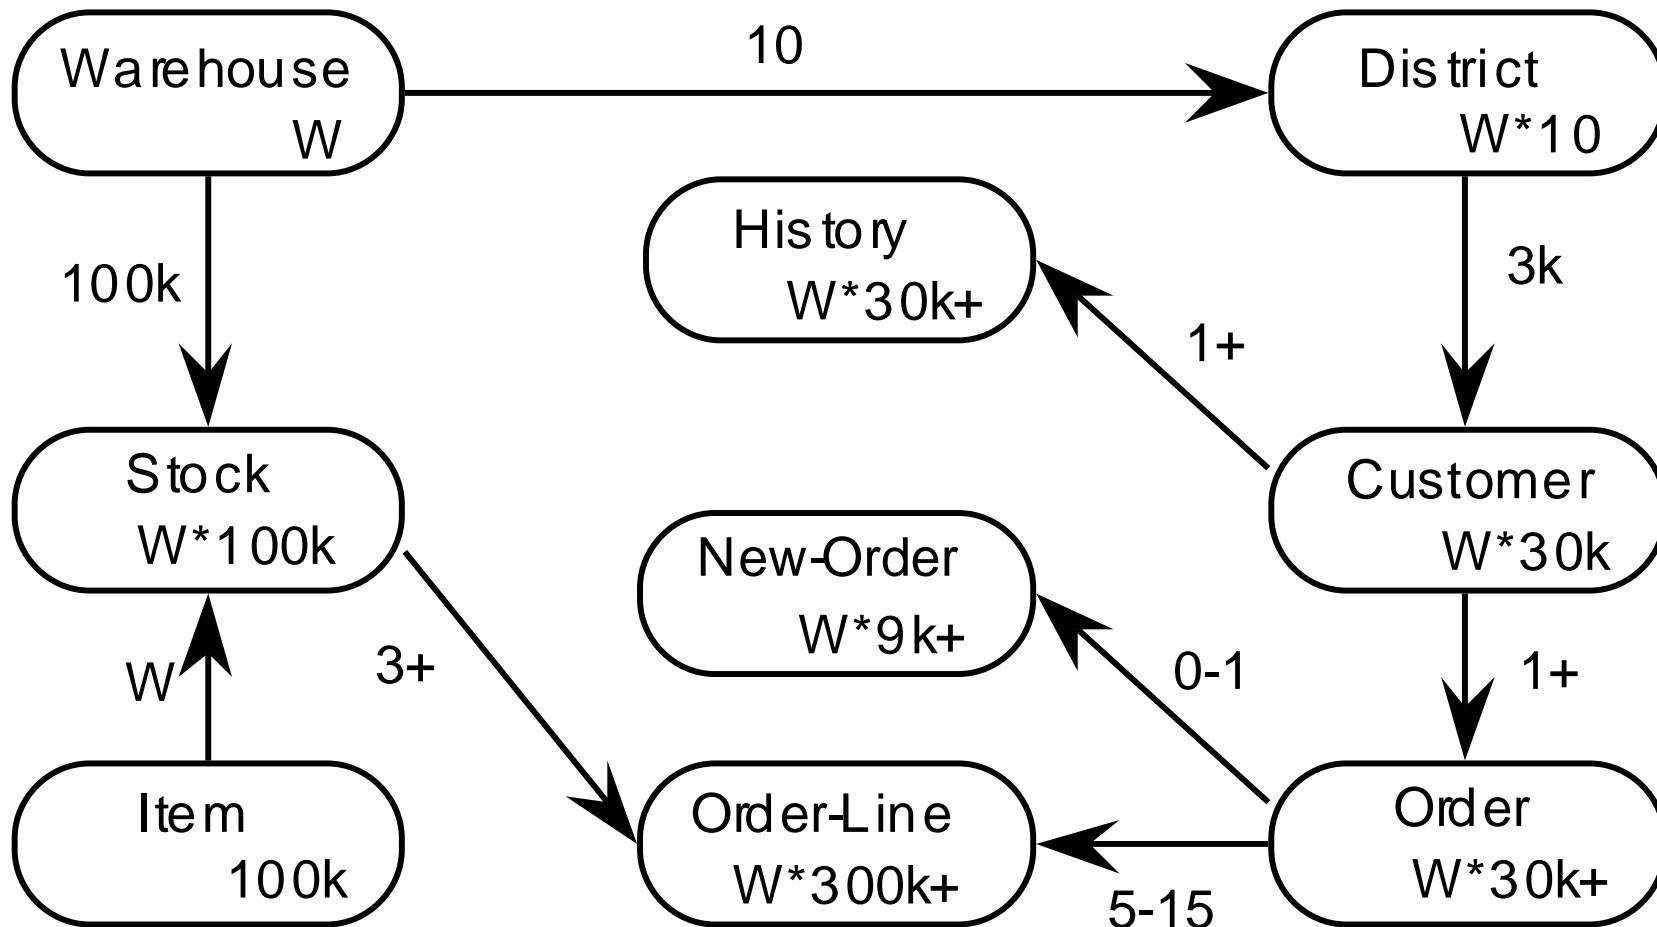 Warehouse
W
10
District
W*10
100k
History
W*30k+
1+
3k
Stock
W*100k
Customer
W*30k
New-Order
W*9k+
W
3+
0-1
1+
Item
100k
Order-Line
W*300k+
5-15
Order
W*30k+